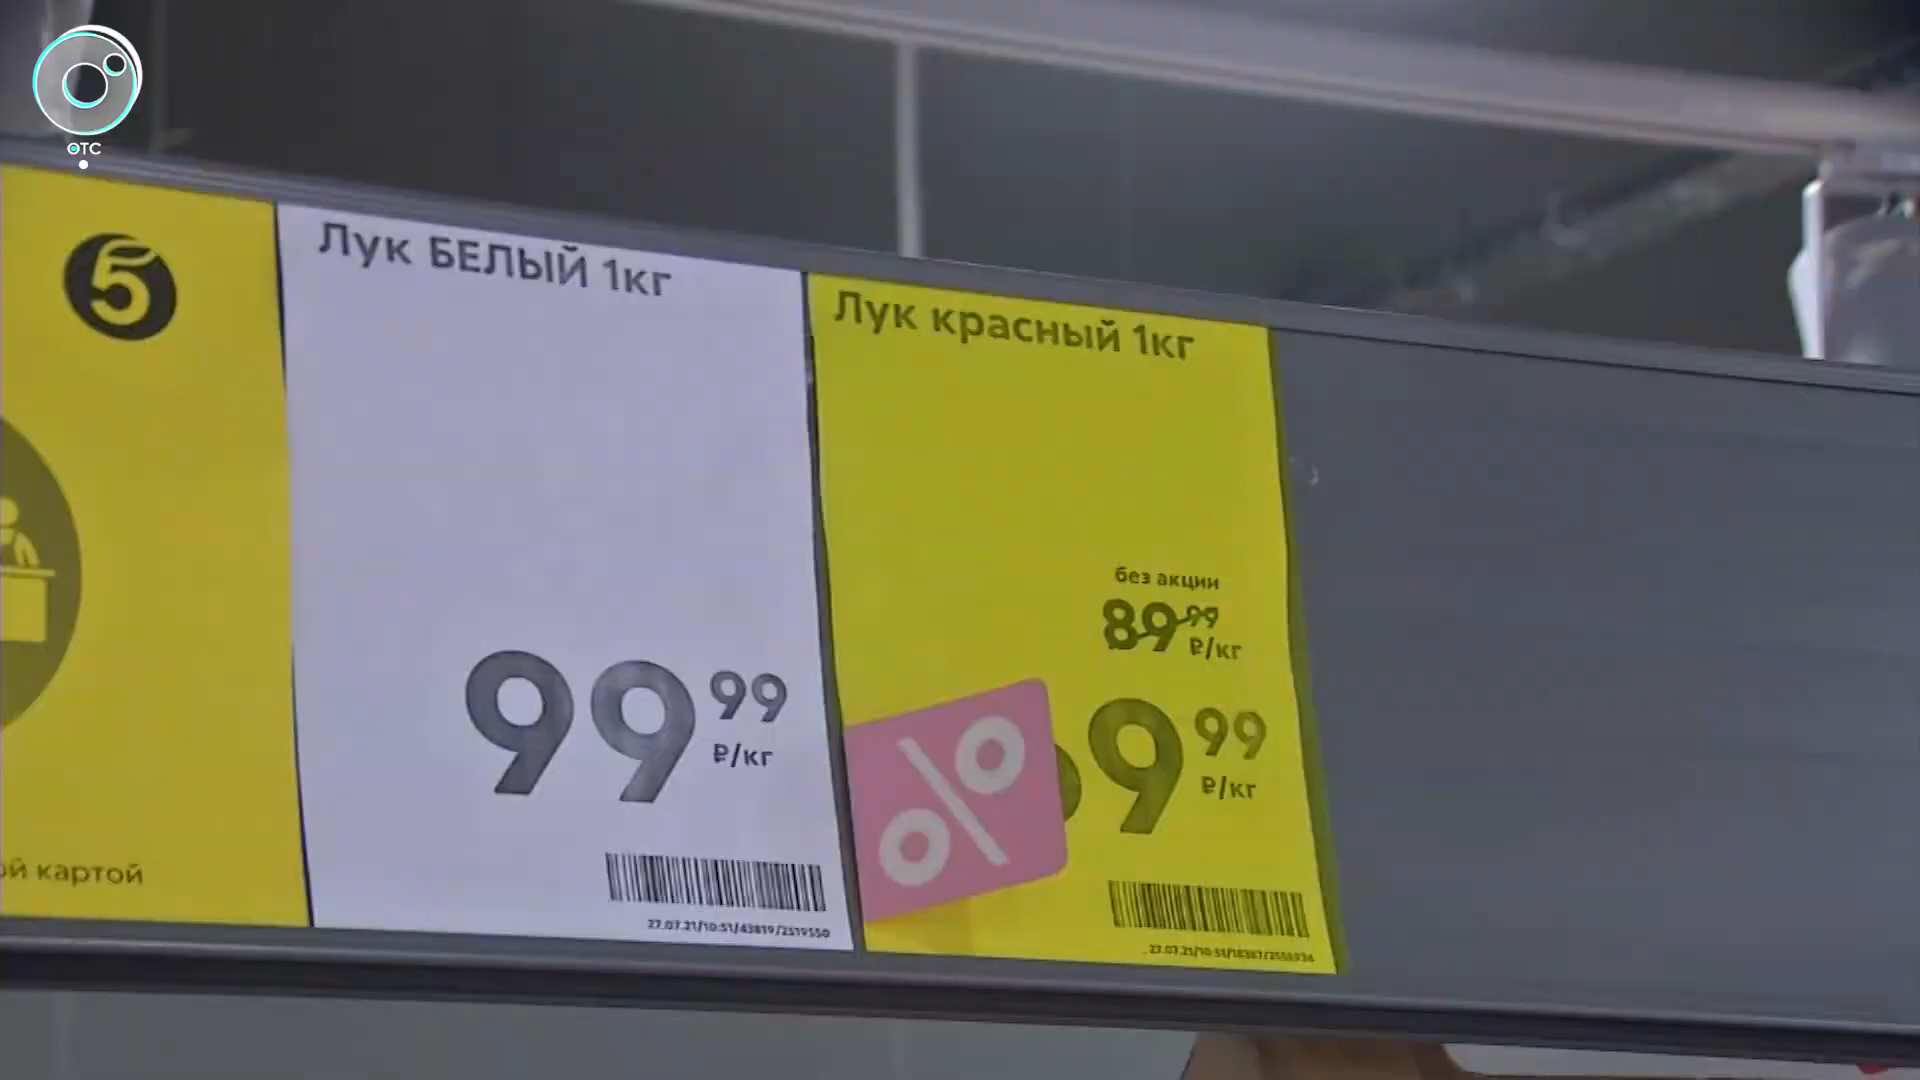 ОТС
5
Лук БЕЛЫЙ 1кг
99 99
₽/кг
27.07.21/10:51/43819/2519550
Лук красный 1кг
без акции
89 99
₽/кг
9 99
₽/кг
%
картой